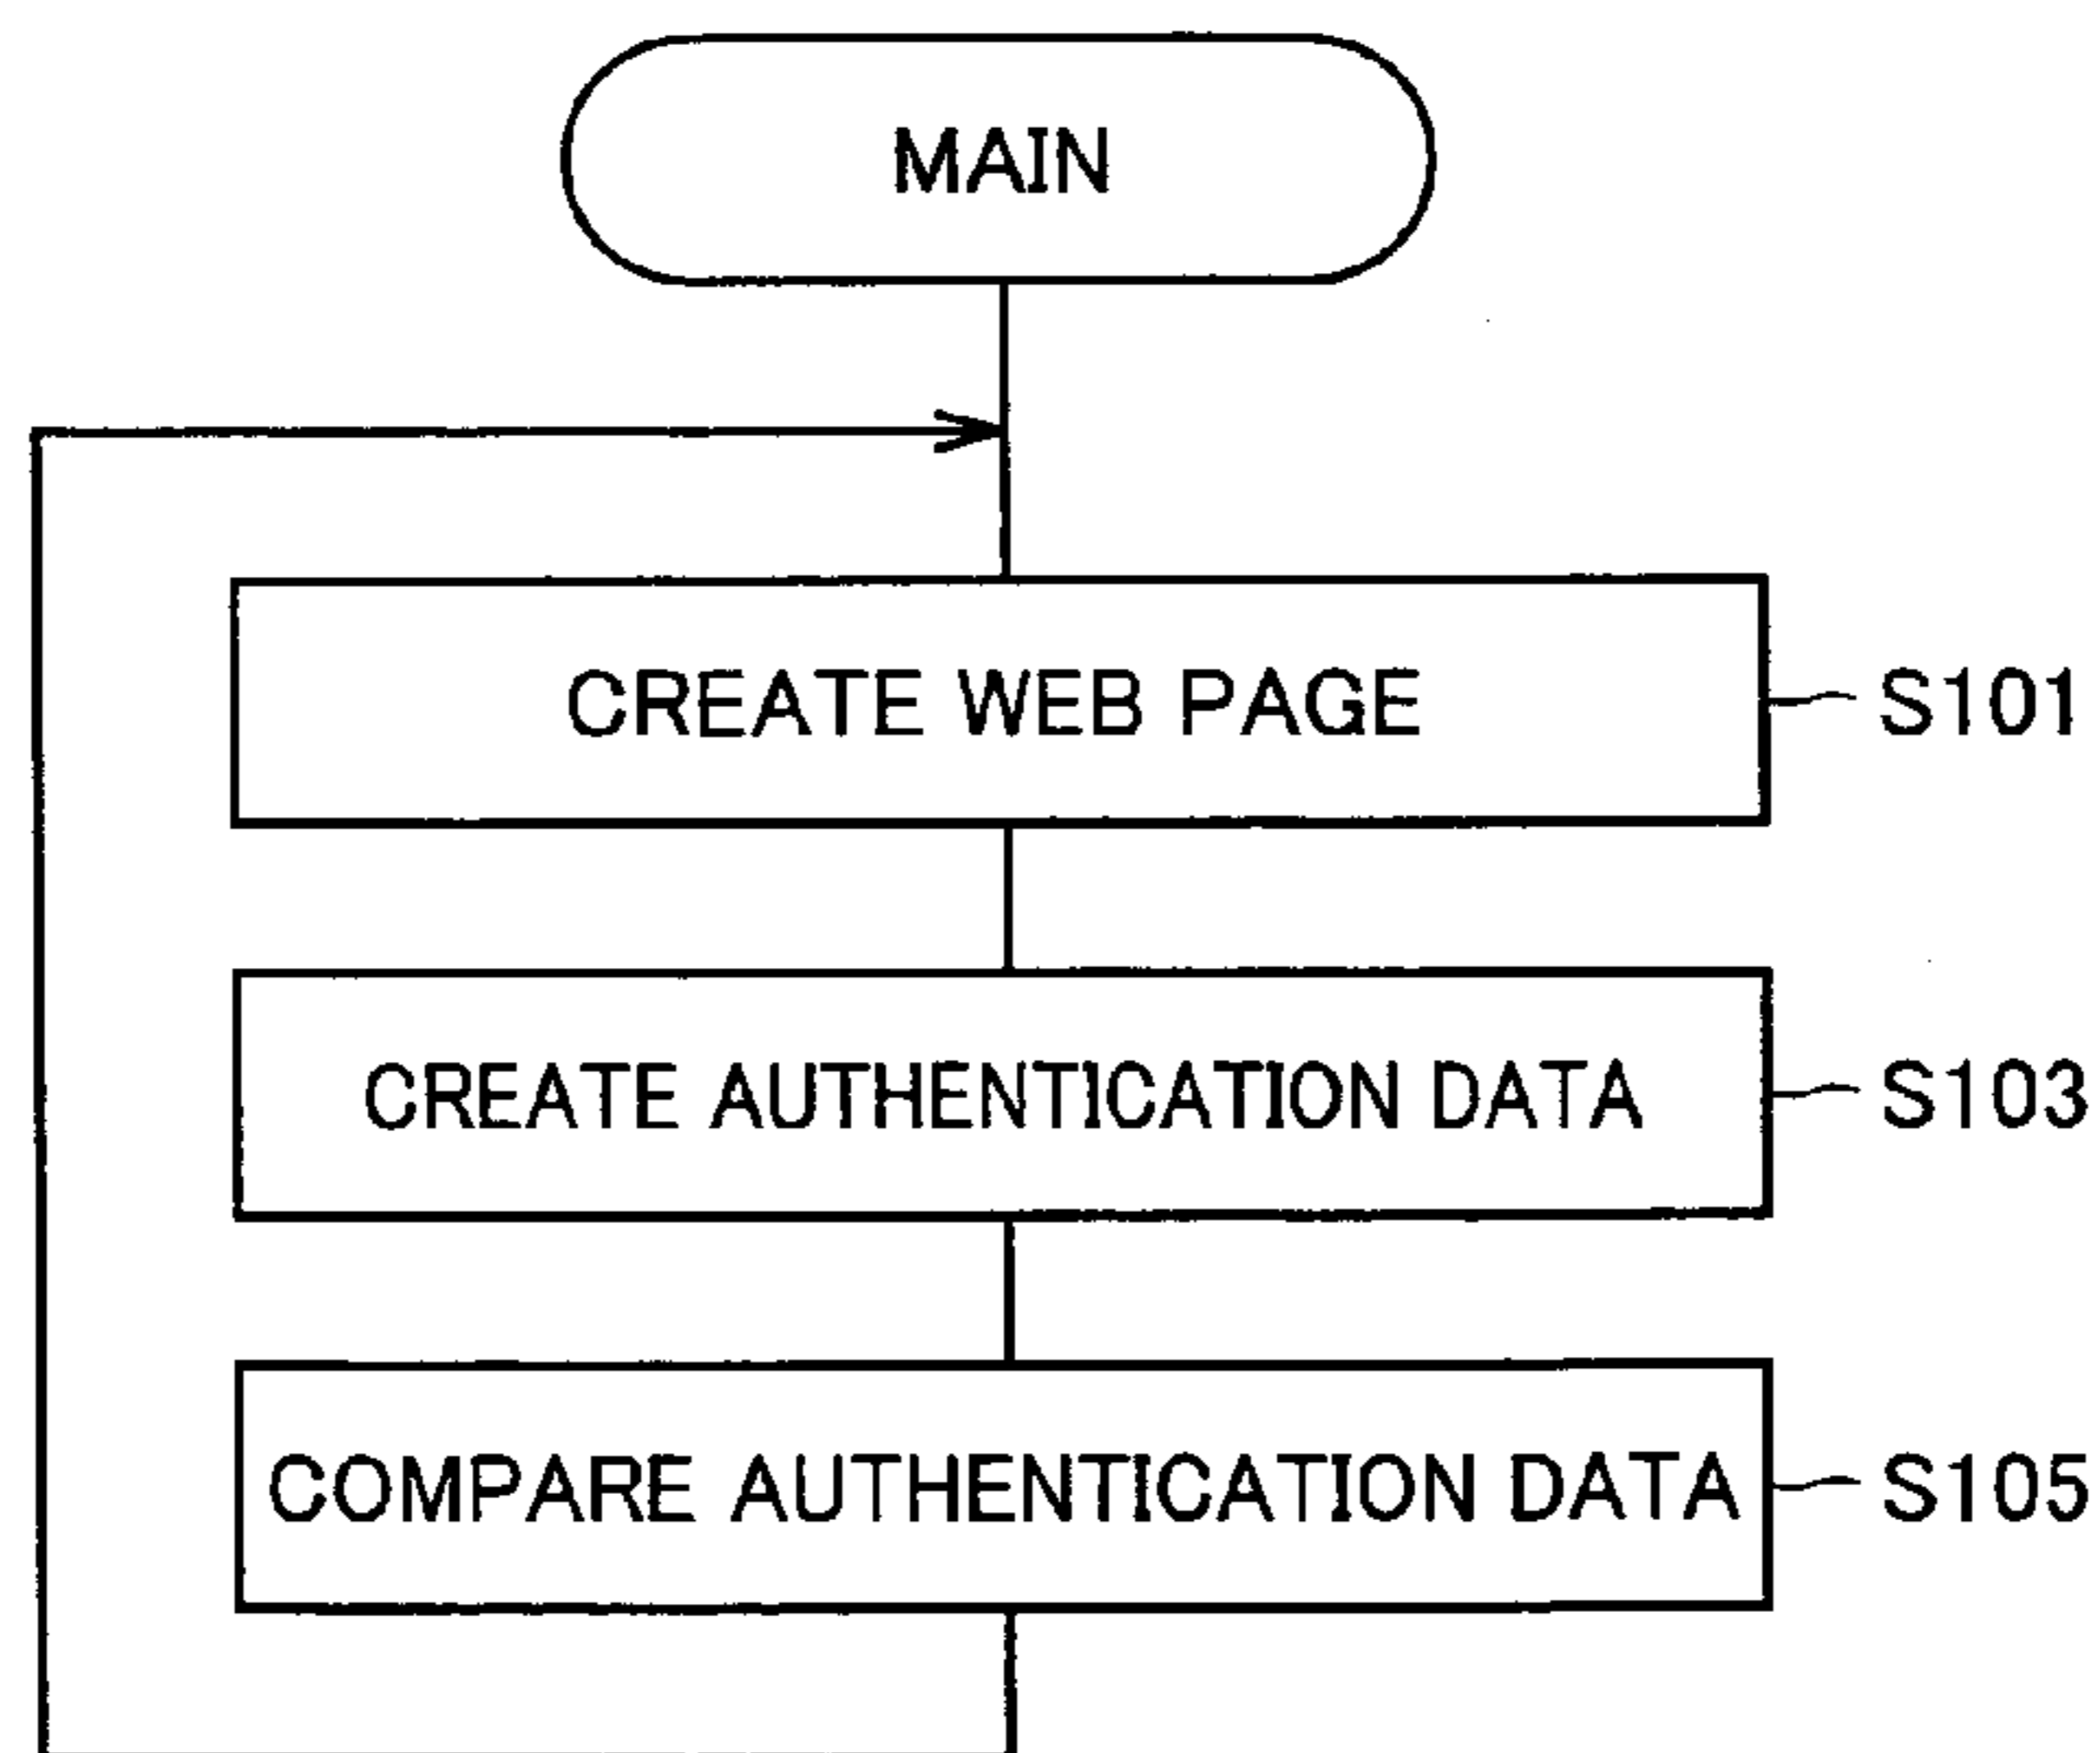 MAIN
CREATE WEB PAGE S101
CREATE AUTHENTICATION DATA S103
COMPARE AUTHENTICATION DATA S105